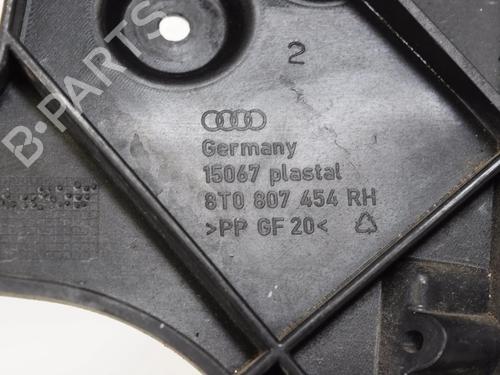 B-PARTS
2
Germany
15067 plastal
8T0 807 454 RH
>PP GF 20<